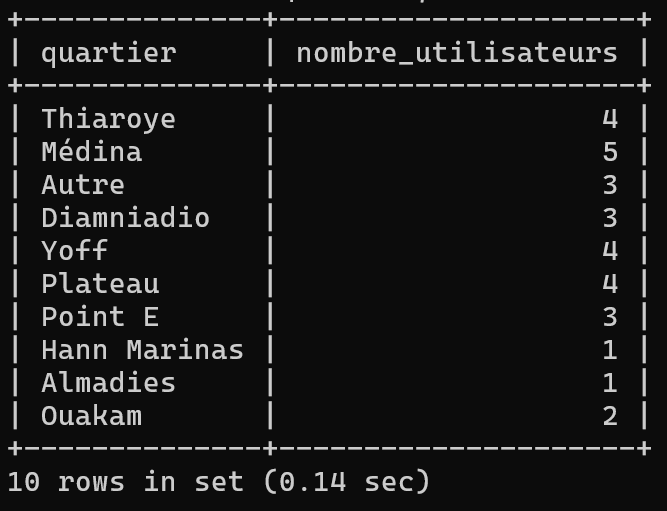 +--------------+---------------------+
| quartier     | nombre_utilisateurs |
+--------------+---------------------+
| Thiaroye     |                   4 |
| Médina       |                   5 |
| Autre        |                   3 |
| Diamniadio   |                   3 |
| Yoff         |                   4 |
| Plateau      |                   4 |
| Point E      |                   3 |
| Hann Marinas |                   1 |
| Almadies     |                   1 |
| Ouakam       |                   2 |
+--------------+---------------------+
10 rows in set (0.14 sec)